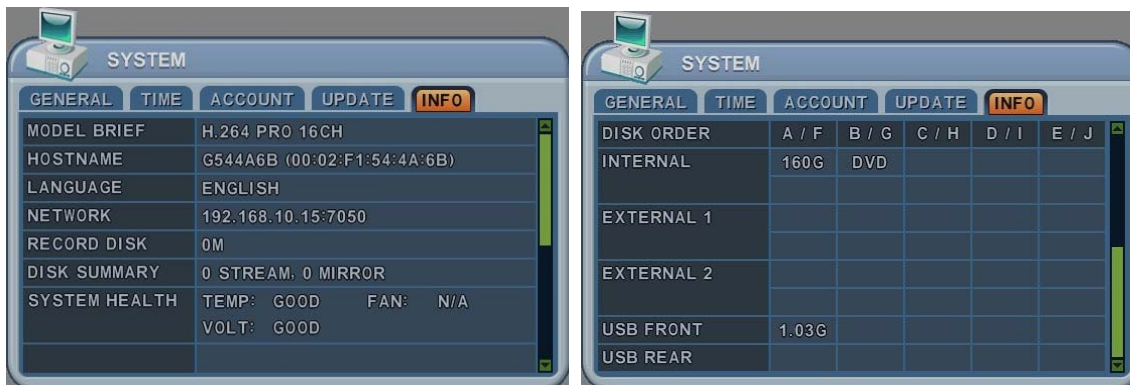 SYSTEM
GENERAL TIME ACCOUNT UPDATE INFO
MODEL BRIEF H.264 PRO 16CH
HOSTNAME G544A6B (00:02:F1:54:4A:6B)
LANGUAGE ENGLISH
NETWORK 192.168.10.15:7050
RECORD DISK 0M
DISK SUMMARY 0 STREAM, 0 MIRROR
SYSTEM HEALTH TEMP: GOOD FAN: N/A
VOLT: GOOD
SYSTEM
GENERAL TIME ACCOUNT UPDATE INFO
DISK ORDER A / F B / G C / H D / I E / J
INTERNAL 160G DVD
EXTERNAL 1
EXTERNAL 2
USB FRONT 1.03G
USB REAR